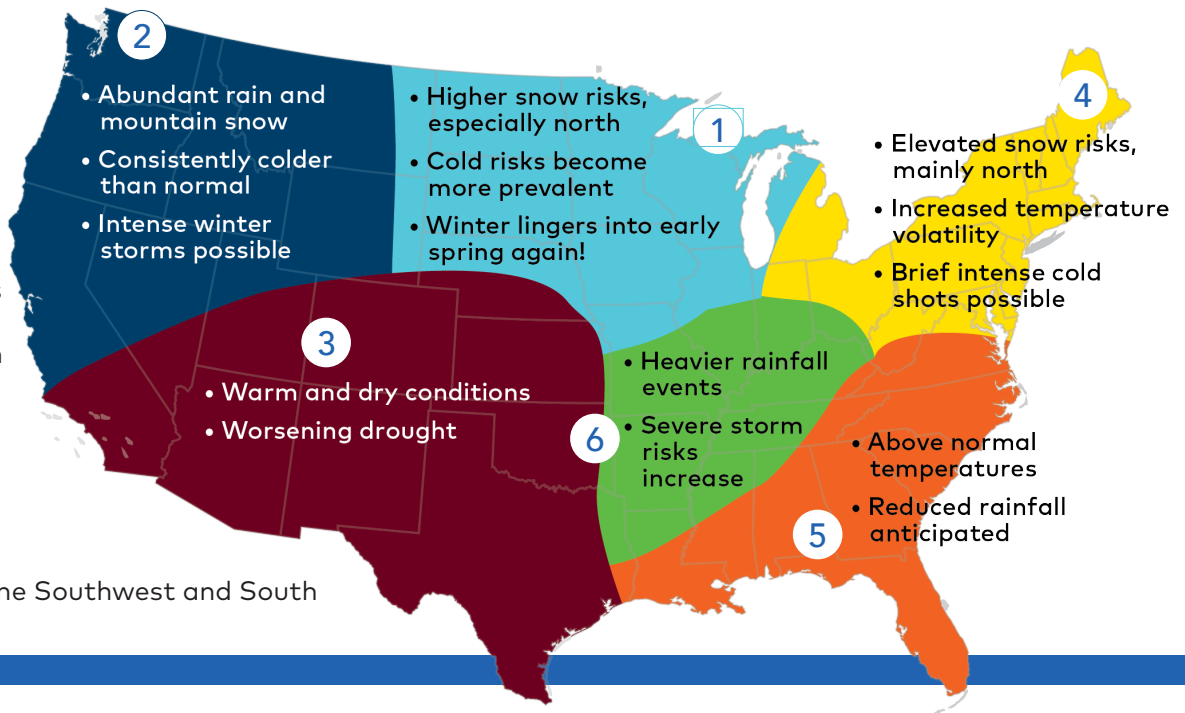 2
• Abundant rain and
mountain snow
• Consistently colder
than normal
• Intense winter
storms possible
• Higher snow risks,
especially north
• Cold risks become
more prevalent
• Winter lingers into early
spring again!
1
4
• Elevated snow risks,
mainly north
• Increased temperature
volatility
• Brief intense cold
shots possible
3
• Warm and dry conditions
• Worsening drought
6
• Heavier rainfall
events
• Severe storm
risks
increase
5
• Above normal
temperatures
• Reduced rainfall
anticipated
Southwest and South